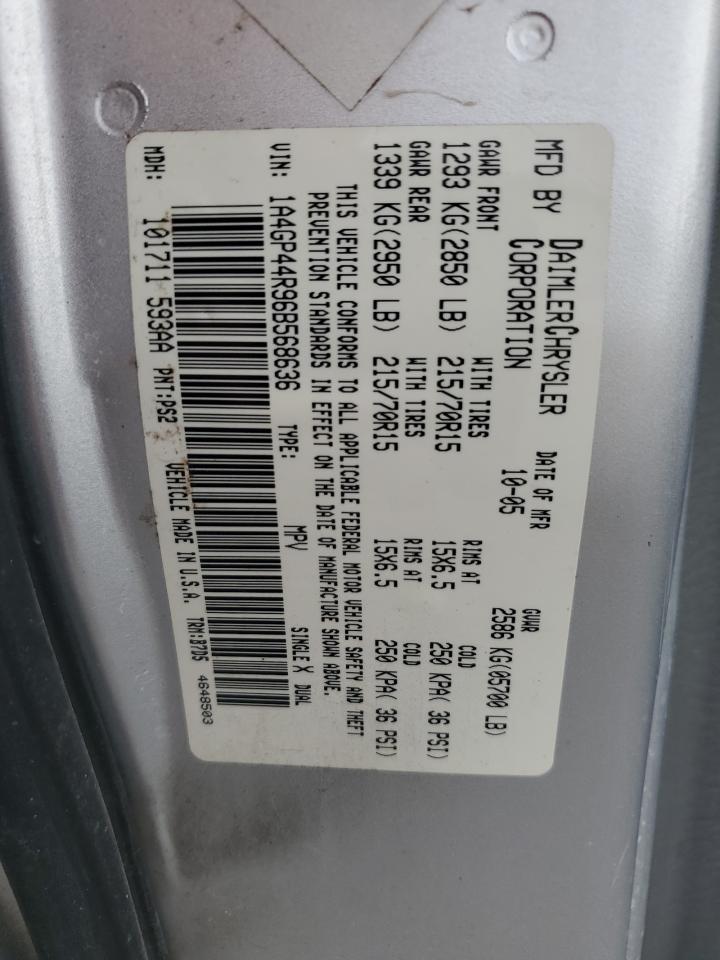 MFD BY DAIMLERCHRYSLER CORPORATION
DATE OF MFR
10-05
GVWR
2586 KG(05700 LB)
GAWR FRONT
1293 KG(2850 LB)
WITH TIRES
215/70R15
RIMS AT
15X6.5
COLD
250 KPA( 36 PSI)
GAWR REAR
1339 KG(2950 LB)
WITH TIRES
215/70R15
RIMS AT
15X6.5
COLD
250 KPA( 36 PSI)
THIS VEHICLE CONFORMS TO ALL APPLICABLE FEDERAL MOTOR VEHICLE SAFETY AND THEFT
PREVENTION STANDARDS IN EFFECT ON THE DATE OF MANUFACTURE SHOWN ABOVE.
VIN: 1A4GP44R96B568636 TYPE: MPV SINGLE X DUAL
MDH: 101711 593AA PNT:PS2 VEHICLE MADE IN U.S.A. TRM:B7D5 4648503